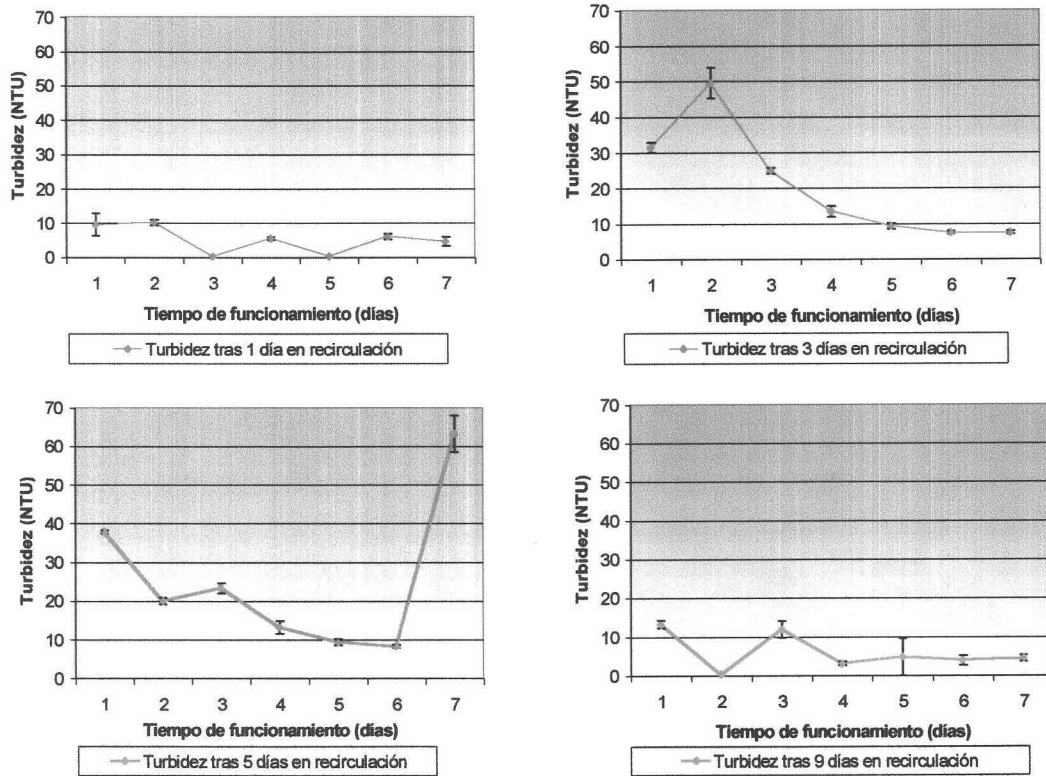 70
60
50
40
30
20
10
0
Turbidez (NTU)
1 2 3 4 5 6 7
Tiempo de funcionamiento (días)
Turbidez tras 1 día en recirculación
70
60
50
40
30
20
10
0
Turbidez (NTU)
1 2 3 4 5 6 7
Tiempo de funcionamiento (días)
Turbidez tras 3 días en recirculación
70
60
50
40
30
20
10
0
Turbidez (NTU)
1 2 3 4 5 6 7
Tiempo de funcionamiento (días)
Turbidez tras 5 días en recirculación
70
60
50
40
30
20
10
0
Turbidez (NTU)
1 2 3 4 5 6 7
Tiempo de funcionamiento (días)
Turbidez tras 9 días en recirculación